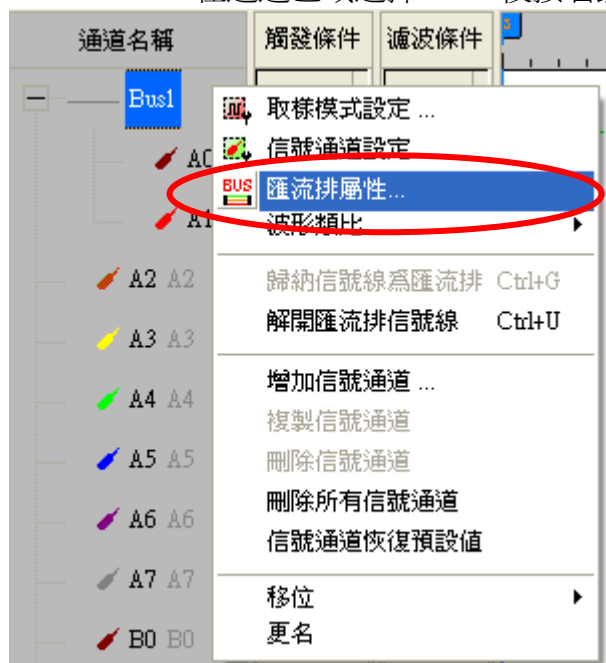 通道名稱 觸發條件 濾波條件
Bus1
取樣模式設定 ...
信號通道設定
BUS 匯流排屬性...
波形類比
歸納信號線爲匯流排 Ctrl+G
解開匯流排信號線 Ctrl+U
增加信號通道 ...
複製信號通道
刪除信號通道
刪除所有信號通道
信號通道恢復預設值
移位
更名
A1
A2 A2
A3 A3
A4 A4
A5 A5
A6 A6
A7 A7
B0 B0